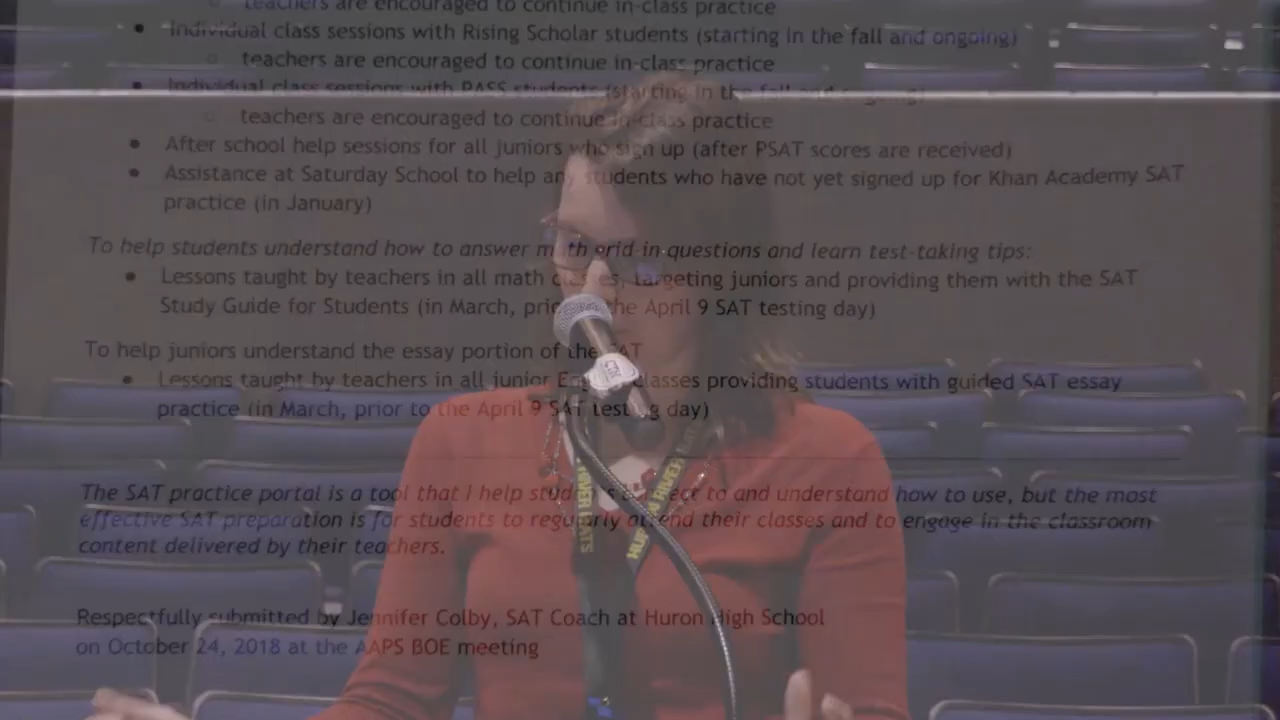 teachers are encouraged to continue in-class practice
Individual class sessions with Rising Scholar students (starting in the fall and ongoing)
teachers are encouraged to continue in-class practice
Individual class sessions with PASS students (starting in the fall and ongoing)
teachers are encouraged to continue in-class practice
After school help sessions for all juniors who sign up (after PSAT scores are received)
Assistance at Saturday School to help any students who have not yet signed up for Khan Academy SAT
practice (in January)
To help students understand how to answer math grid-in questions and learn test-taking tips:
Lessons taught by teachers in all math classes, targeting juniors and providing them with the SAT
Study Guide for Students (in March, prior the April 9 SAT testing day)
To help juniors understand the essay portion of the SAT
Lessons taught by teachers in all junior English classes providing students with guided SAT essay
practice (in March, prior to the April 9 SAT testing day)
The SAT practice portal is a tool that I help students connect to and understand how to use, but the most
effective SAT preparation is for students to regularly attend their classes and to engage in the classroom
content delivered by their teachers.
Respectfully submitted by Jennifer Colby, SAT Coach at Huron High School
on October 24, 2018 at the AAPS BOE meeting
RIVER RATS
HURON RIVER RATS